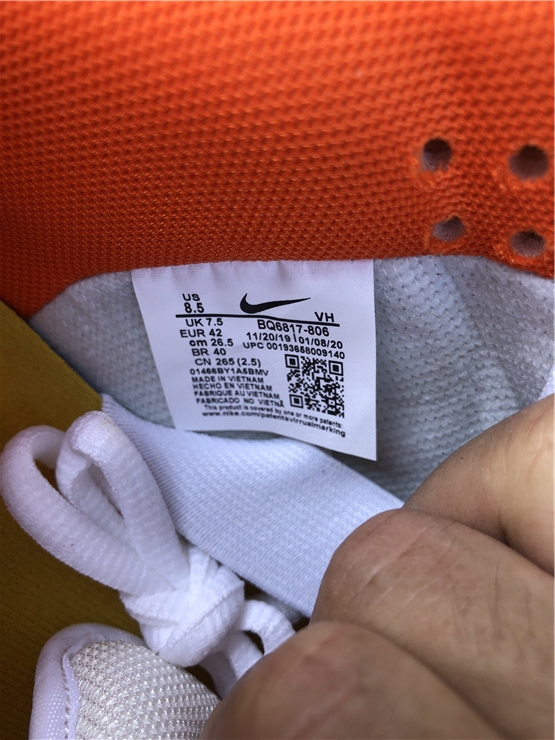 US
8.5
VH
UK 7.5
BQ6817-806
EUR 42
11/20/19 01/08/20
cm 26.5
UPC 00193658009140
BR 40
CN 265 (2.5)
01466BY1A5BMV
MADE IN VIETNAM
HECHO EN VIETNAM
FABRIQUE AU VIETNAM
FABRICADO NO VIETNÃ
This product is covered by one or more patents:
www.nike.com/patentsvirtualmarking